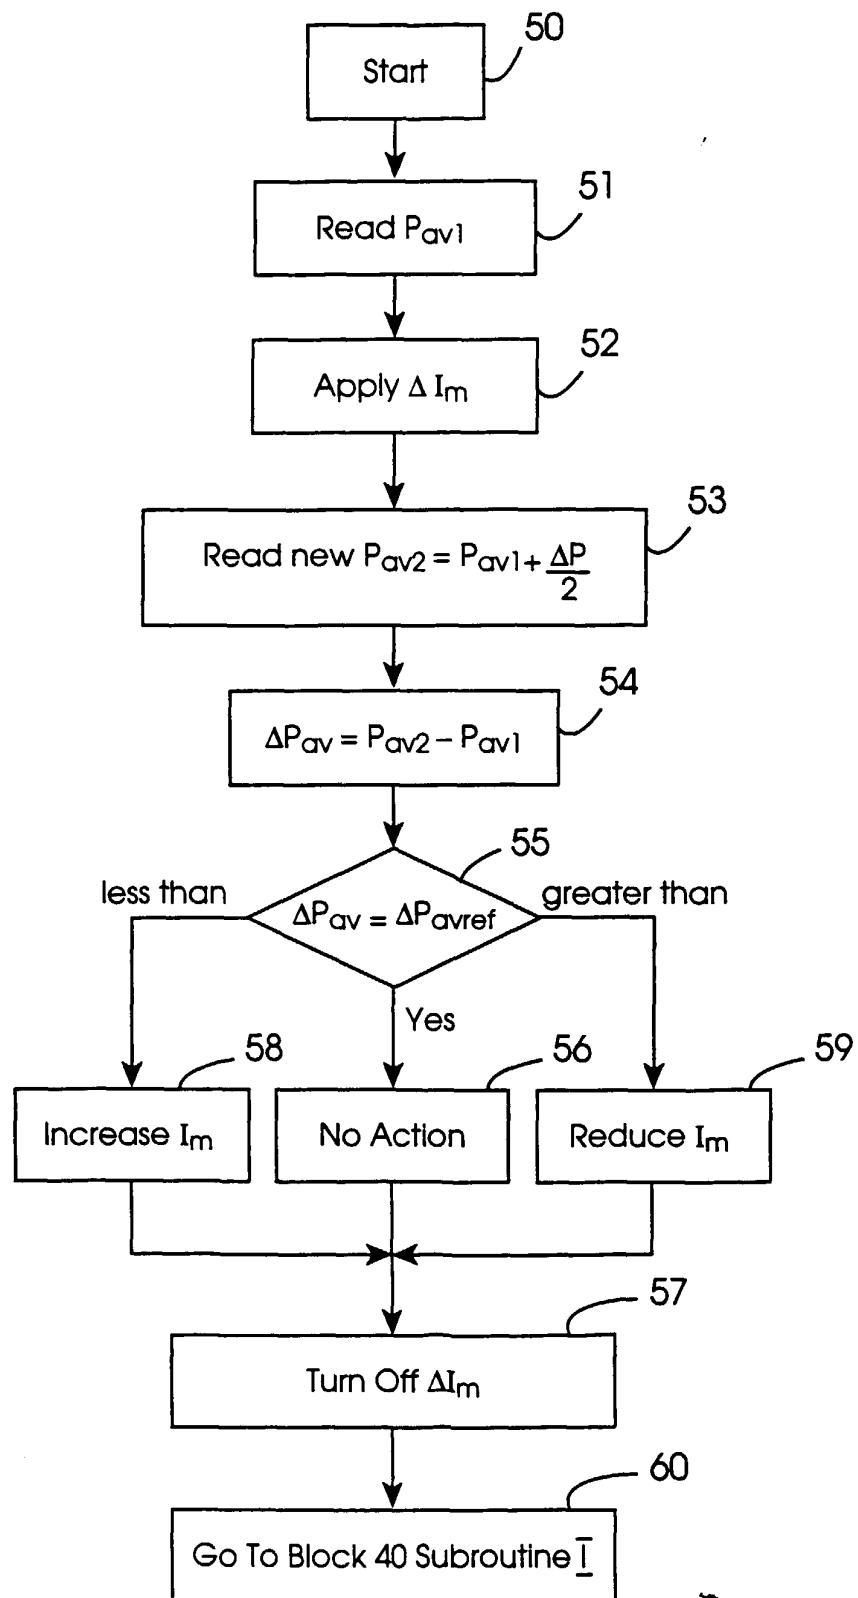 50
Start
51
Read Pav1
52
Apply Δ Im
53
Read new Pav2 = Pav1 + ΔP/2
54
ΔPav = Pav2 – Pav1
55
less than
ΔPav = ΔPavref
greater than
Yes
58
56
59
Increase Im
No Action
Reduce Im
57
Turn Off ΔIm
60
Go To Block 40 Subroutine I